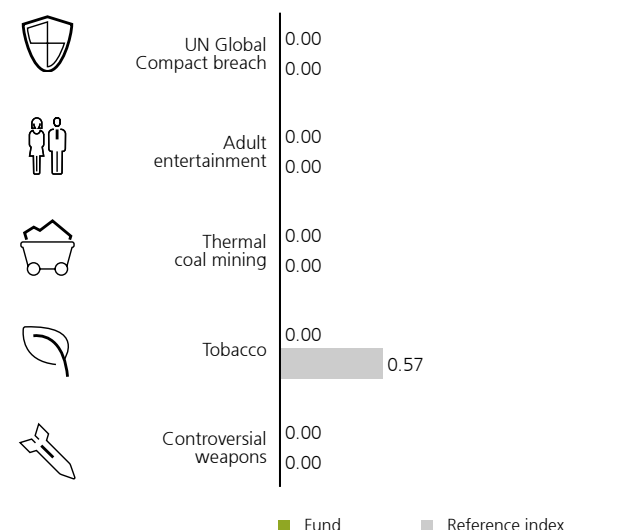 UN Global
Compact breach
0.00
0.00
Adult
entertainment
0.00
0.00
Thermal
coal mining
0.00
0.00
Tobacco
0.00
0.57
Controversial
weapons
0.00
0.00
Fund
Reference index